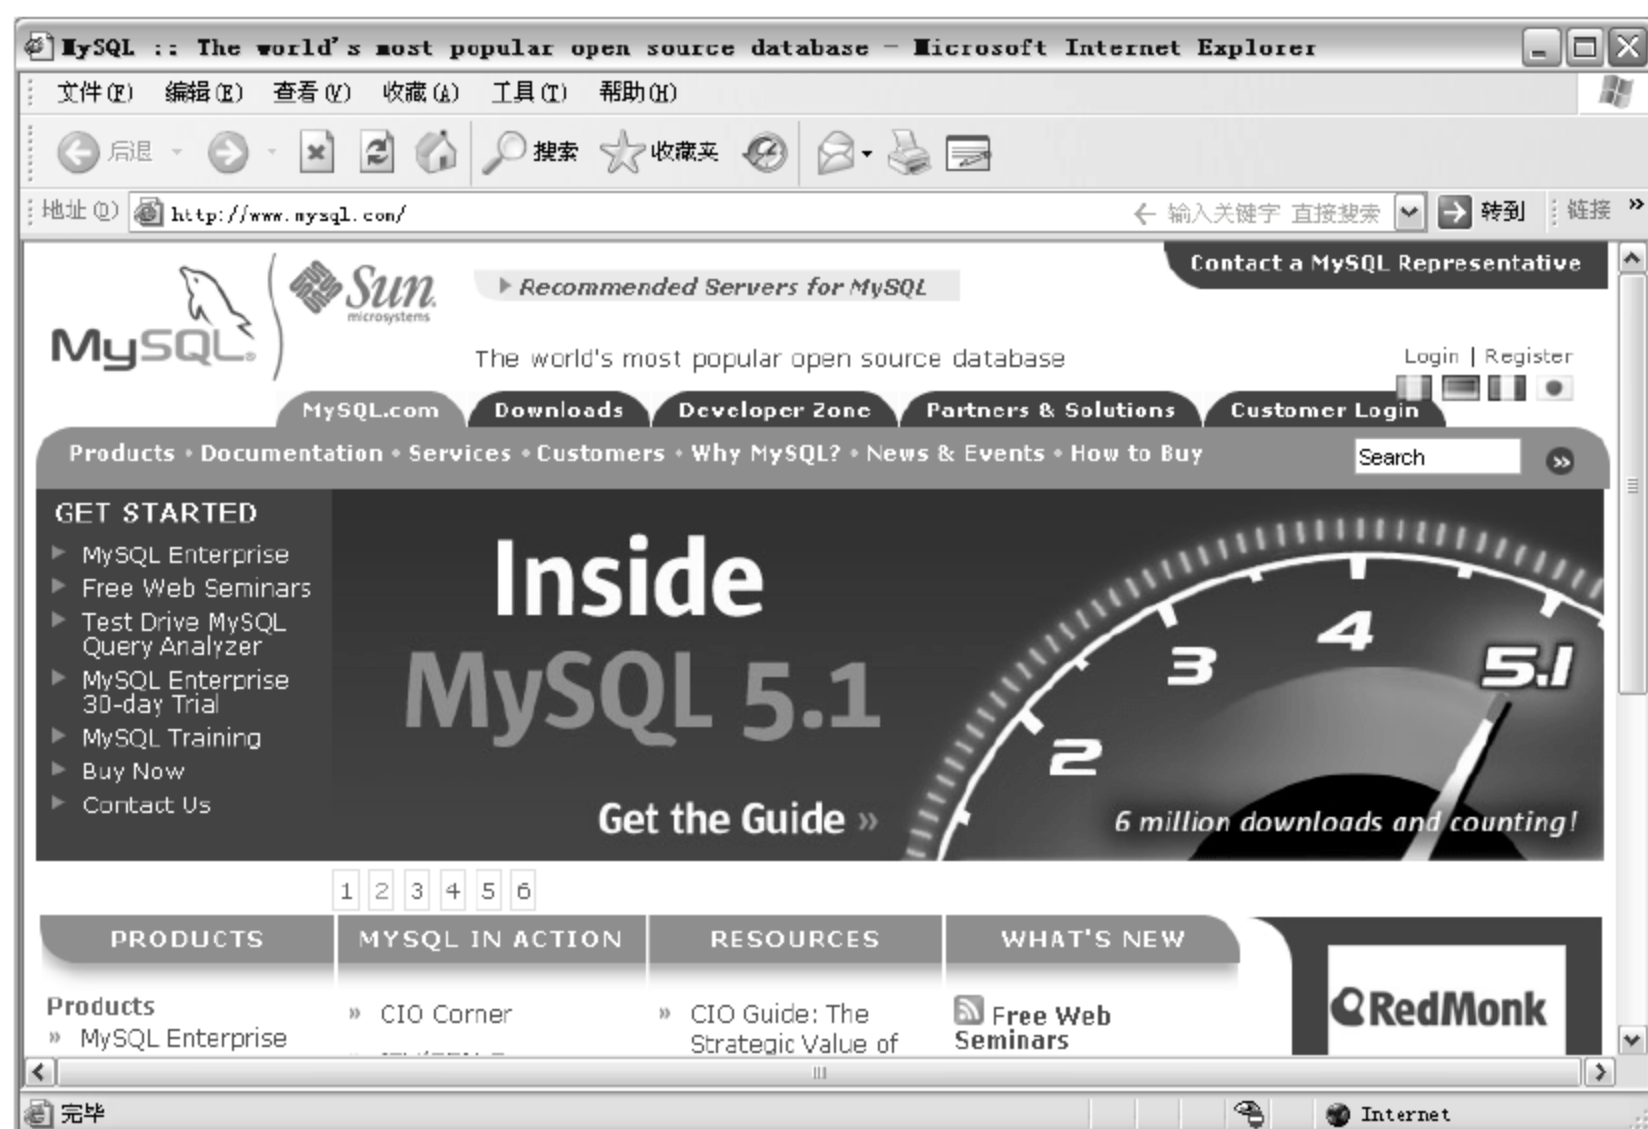 MySQL :: The world's most popular open source database - Microsoft Internet Explorer
文件(F) 编辑(E) 查看(V) 收藏(A) 工具(T) 帮助(H)
后退 搜索 收藏夹
地址(D) http://www.mysql.com/ 输入关键字 直接搜索 转到 链接 »
Contact a MySQL Representative
MySQL® Sun microsystems Recommended Servers for MySQL
The world's most popular open source database
Login | Register
MySQL.com Downloads Developer Zone Partners & Solutions Customer Login
Products • Documentation • Services • Customers • Why MySQL? • News & Events • How to Buy Search »
GET STARTED
MySQL Enterprise
Free Web Seminars
Test Drive MySQL
Query Analyzer
MySQL Enterprise
30-day Trial
MySQL Training
Buy Now
Contact Us
Inside
MySQL 5.1
Get the Guide »
2 3 4 5.1
6 million downloads and counting!
1 2 3 4 5 6
PRODUCTS MYSQL IN ACTION RESOURCES WHAT'S NEW
Products
» MySQL Enterprise
» CIO Corner
» CIO Guide: The
Strategic Value of
Free Web
Seminars
RedMonk
完毕 Internet